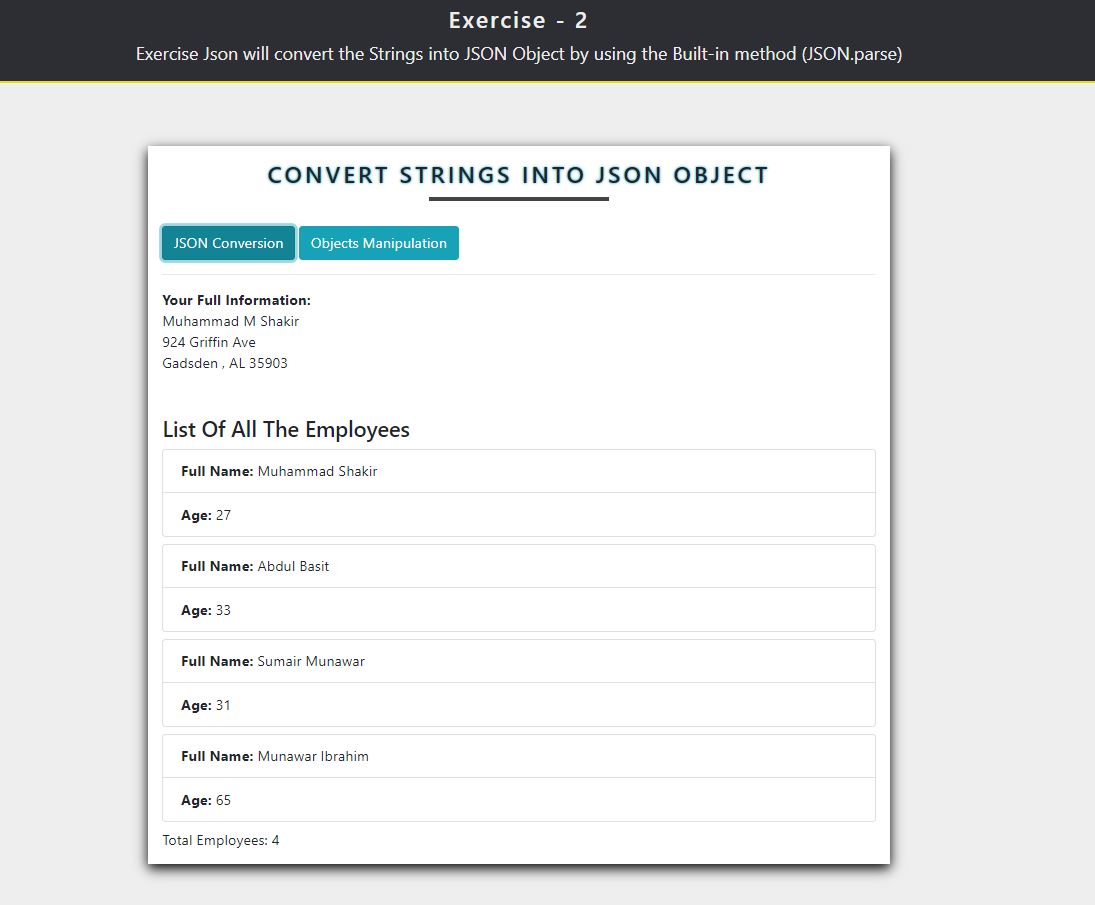 Exercise - 2
Exercise Json will convert the Strings into JSON Object by using the Built-in method (JSON.parse)
CONVERT STRINGS INTO JSON OBJECT
JSON Conversion Objects Manipulation
Your Full Information:
Muhammad M Shakir
924 Griffin Ave
Gadsden , AL 35903
List Of All The Employees
Full Name: Muhammad Shakir
Age: 27
Full Name: Abdul Basit
Age: 33
Full Name: Sumair Munawar
Age: 31
Full Name: Munawar Ibrahim
Age: 65
Total Employees: 4